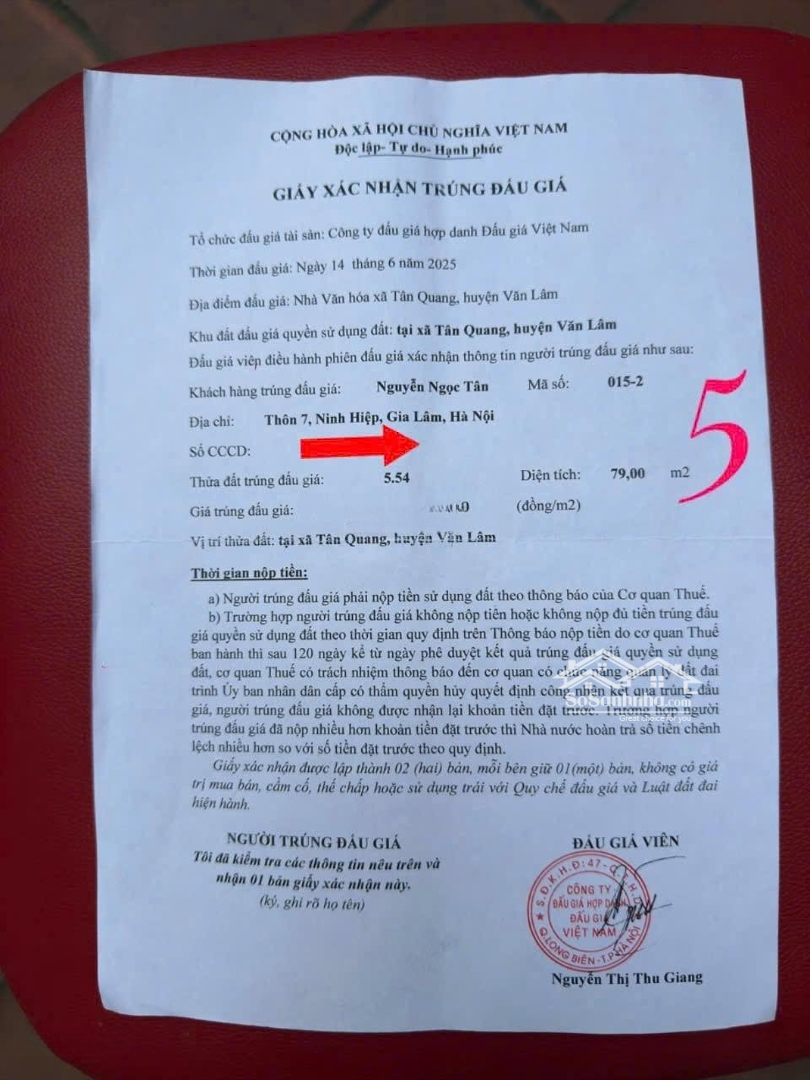 CỘNG HÒA XÃ HỘI CHỦ NGHĨA VIỆT NAM
Độc lập- Tự do- Hạnh phúc
GIẤY XÁC NHẬN TRÚNG ĐẤU GIÁ
Tổ chức đấu giá tài sản: Công ty đấu giá hợp danh Đấu giá Việt Nam
Thời gian đấu giá: Ngày 14 tháng 6 năm 2025
Địa điểm đấu giá: Nhà Văn hóa xã Tân Quang, huyện Văn Lâm
Khu đất đấu giá quyền sử dụng đất: tại xã Tân Quang, huyện Văn Lâm
Đấu giá viên điều hành phiên đấu giá xác nhận thông tin người trúng đấu giá như sau:
Khách hàng trúng đấu giá: Nguyễn Ngọc Tân Mã số: 015-2
Địa chỉ: Thôn 7, Ninh Hiệp, Gia Lâm, Hà Nội
Số CCCD:
Thửa đất trúng đấu giá: 5.54 Diện tích: 79,00 m2
Giá trúng đấu giá: (đồng/m2)
Vị trí thửa đất: tại xã Tân Quang, huyện Văn Lâm
5
Thời gian nộp tiền:
a) Người trúng đấu giá phải nộp tiền sử dụng đất theo thông báo của Cơ quan Thuế.
b) Trường hợp người trúng đấu giá không nộp tiền hoặc không nộp đủ tiền trúng đấu
giá quyền sử dụng đất theo thời gian quy định trên Thông báo nộp tiền do cơ quan Thuế
ban hành thì sau 120 ngày kể từ ngày phê duyệt kết quả trúng đấu giá quyền sử dụng
đất, cơ quan Thuế có trách nhiệm thông báo đến cơ quan có chức năng quản lý đất đai
trình Ủy ban nhân dân cấp có thẩm quyền hủy quyết định công nhận kết quả trúng đấu
giá, người trúng đấu giá không được nhận lại khoản tiền đặt trước. Trường hợp người
trúng đấu giá đã nộp nhiều hơn khoản tiền đặt trước thì Nhà nước hoàn trả số tiền chênh
lệch nhiều hơn so với số tiền đặt trước theo quy định.
Giấy xác nhận được lập thành 02 (hai) bản, mỗi bên giữ 01(một) bản, không có giá
trị mua bán, cầm cố, thế chấp hoặc sử dụng trái với Quy chế đấu giá và Luật đất đai
hiện hành.
SoSanhNha.com
Great choice for you
NGƯỜI TRÚNG ĐẤU GIÁ
Tôi đã kiểm tra các thông tin nêu trên và
nhận 01 bản giấy xác nhận này.
(ký, ghi rõ họ tên)
ĐẤU GIÁ VIÊN
CÔNG TY
ĐẤU GIÁ HỢP DANH
ĐẤU GIÁ
VIỆT NAM
Q LONG BIÊN-T.P HÀ NỘI
Nguyễn Thị Thu Giang